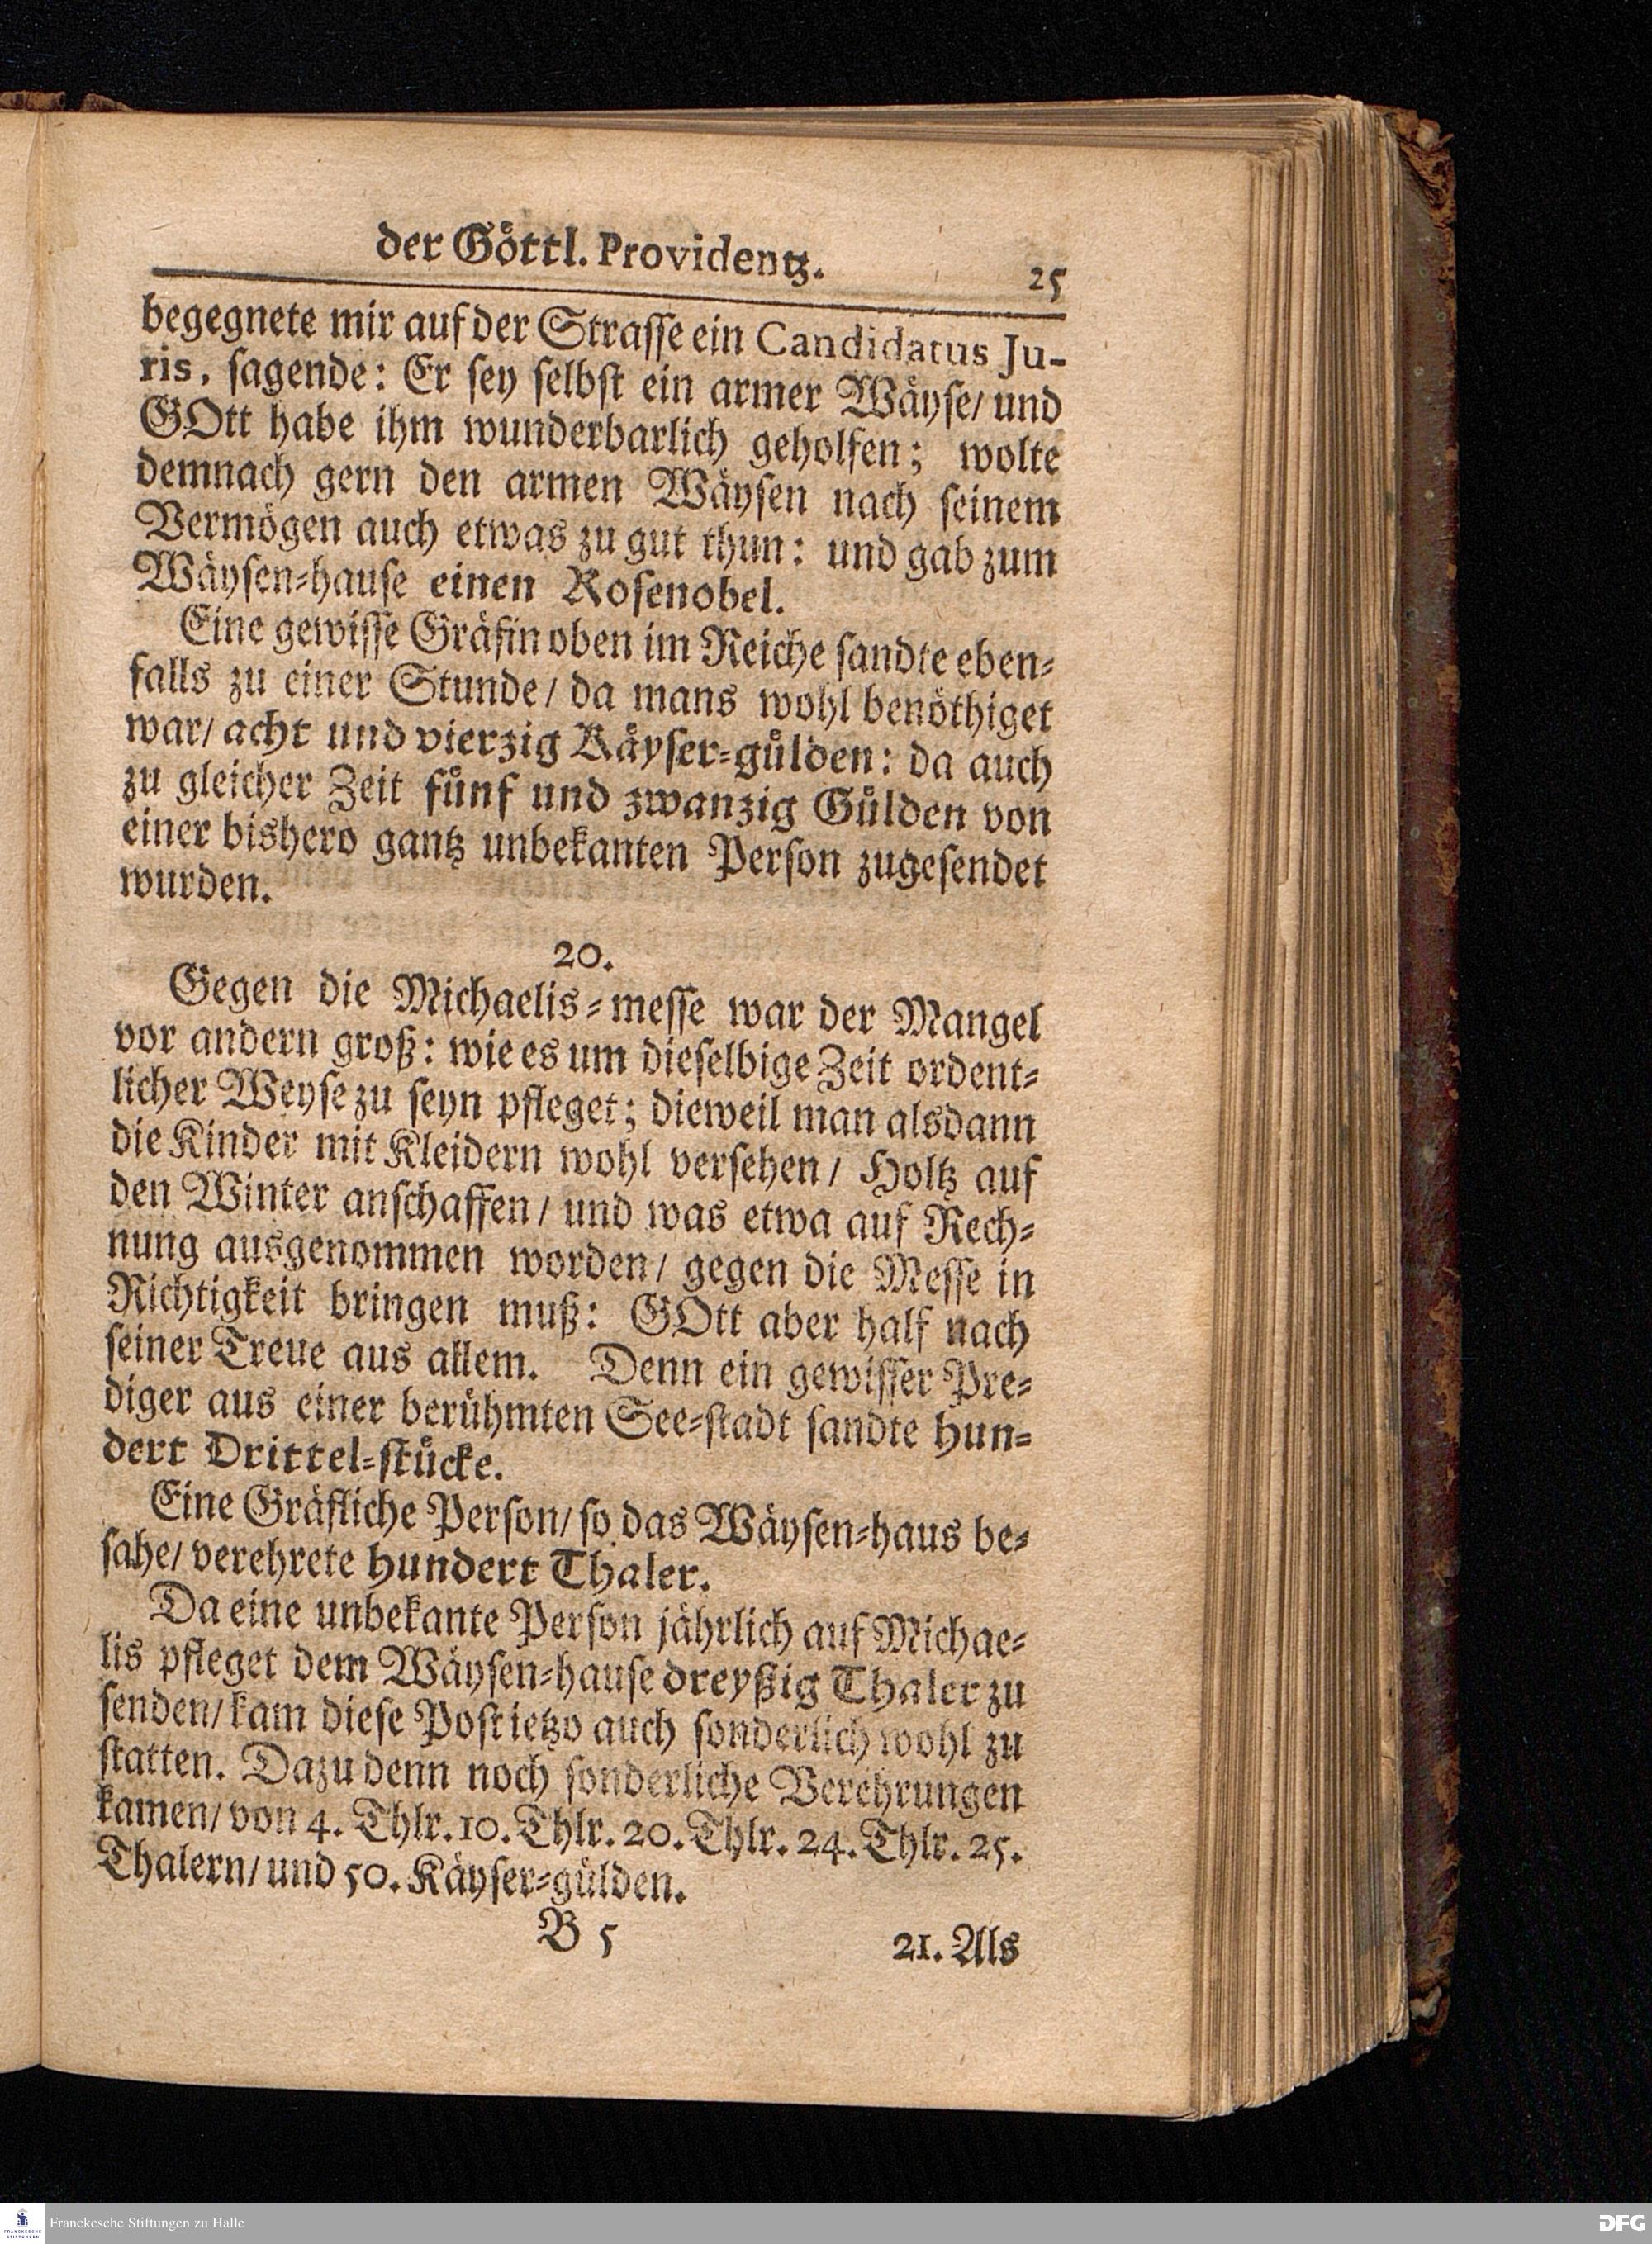 der Göttl. Providentz. 25
begegnete mir auf der Strasse ein Candidatus Ju-
ris, sagende: Er sey selbst ein armer Wäyse/ und
GOtt habe ihm wunderbarlich geholfen; wolte
demnach gern den armen Wäysen nach seinem
Vermögen auch etwas zu gut thun: und gab zum
Wäysen-hause einen Rosenobel.
Eine gewisse Gräfin oben im Reiche sandte eben-
falls zu einer Stunde/ da mans wohl benöthiget
war/ acht und vierzig Käyser-gülden: da auch
zu gleicher Zeit fünf und zwanzig Gülden von
einer bishero gantz unbekanten Person zugesendet
wurden.
20.
Gegen die Michaelis-messe war der Mangel
vor andern groß: wie es um dieselbige Zeit ordent-
licher Weyse zu seyn pfleget; dieweil man alsdann
die Kinder mit Kleidern wohl versehen/ Holtz auf
den Winter anschaffen/ und was etwa auf Rech-
nung ausgenommen worden/ gegen die Messe in
Richtigkeit bringen muß: GOtt aber half nach
seiner Treue aus allem. Denn ein gewisser Pre-
diger aus einer berühmten See-stadt sandte hun-
dert Drittel-stücke.
Eine Gräfliche Person/ so das Wäysen-haus be-
sahe/ verehrete hundert Thaler.
Da eine unbekante Person jährlich auf Michae-
lis pfleget dem Wäysen-hause dreyßig Thaler zu
senden/ kam diese Post ietzo auch sonderlich wohl zu
statten. Dazu denn noch sonderliche Verehrungen
kamen/ von 4. Thlr. 10. Thlr. 20. Thlr. 24. Thlr. 25.
Thalern/ und 50. Käyser-gülden.
B 5 21. Als
FRANCKESCHE STIFTUNGEN
Franckesche Stiftungen zu Halle
DFG